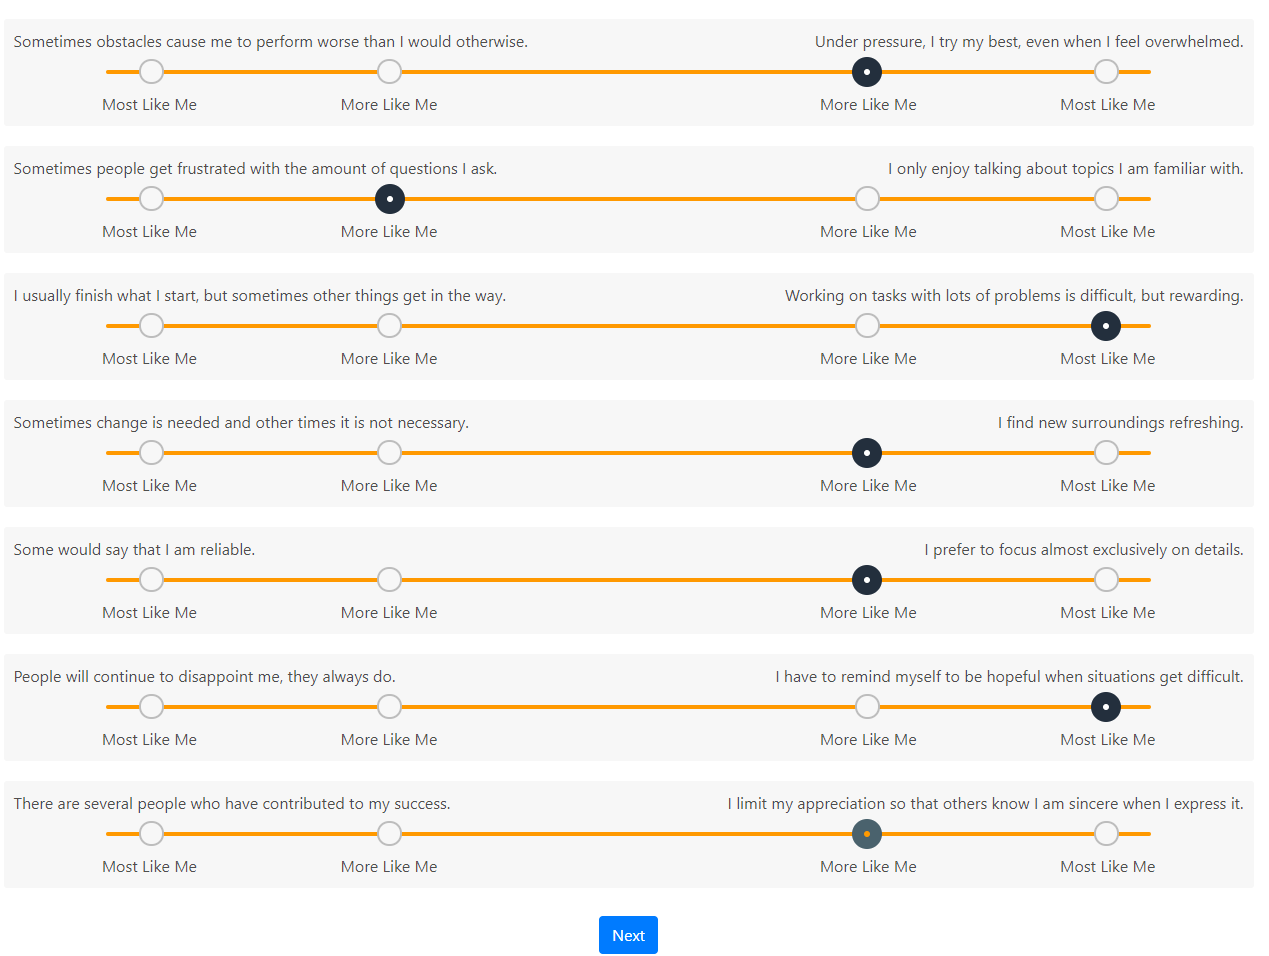 Sometimes obstacles cause me to perform worse than I would otherwise. Under pressure, I try my best, even when I feel overwhelmed.
Most Like Me More Like Me More Like Me Most Like Me
Sometimes people get frustrated with the amount of questions I ask. I only enjoy talking about topics I am familiar with.
Most Like Me More Like Me More Like Me Most Like Me
I usually finish what I start, but sometimes other things get in the way. Working on tasks with lots of problems is difficult, but rewarding.
Most Like Me More Like Me More Like Me Most Like Me
Sometimes change is needed and other times it is not necessary. I find new surroundings refreshing.
Most Like Me More Like Me More Like Me Most Like Me
Some would say that I am reliable. I prefer to focus almost exclusively on details.
Most Like Me More Like Me More Like Me Most Like Me
People will continue to disappoint me, they always do. I have to remind myself to be hopeful when situations get difficult.
Most Like Me More Like Me More Like Me Most Like Me
There are several people who have contributed to my success. I limit my appreciation so that others know I am sincere when I express it.
Most Like Me More Like Me More Like Me Most Like Me
Next